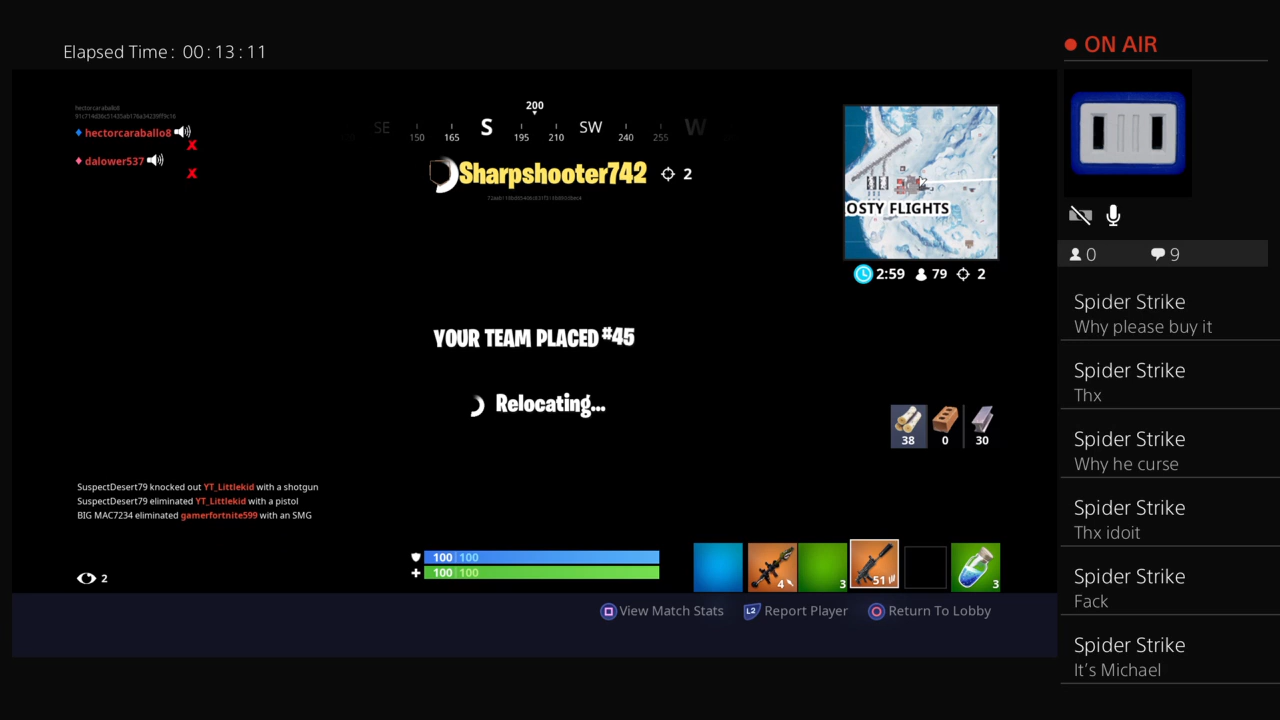 Elapsed Time: 00:13:11
ON AIR
hectorcaraballo8
hectorcaraballo8
dalower537
200
SE 150 165 S 195 210 SW 240 255 W
Sharpshooter742 2
OSTY FLIGHTS
2:59 79 2
0 9
YOUR TEAM PLACED #45
Relocating...
38 0 30
SuspectDesert79 knocked out YT_Littlekid with a shotgun
SuspectDesert79 eliminated YT_Littlekid with a pistol
BIG MAC7234 eliminated gamerfortnite599 with an SMG
100 100
100 100
4 3 51 3
2
View Match Stats L2 Report Player Return To Lobby
Spider Strike
Why please buy it
Spider Strike
Thx
Spider Strike
Why he curse
Spider Strike
Thx idoit
Spider Strike
Fack
Spider Strike
It's Michael